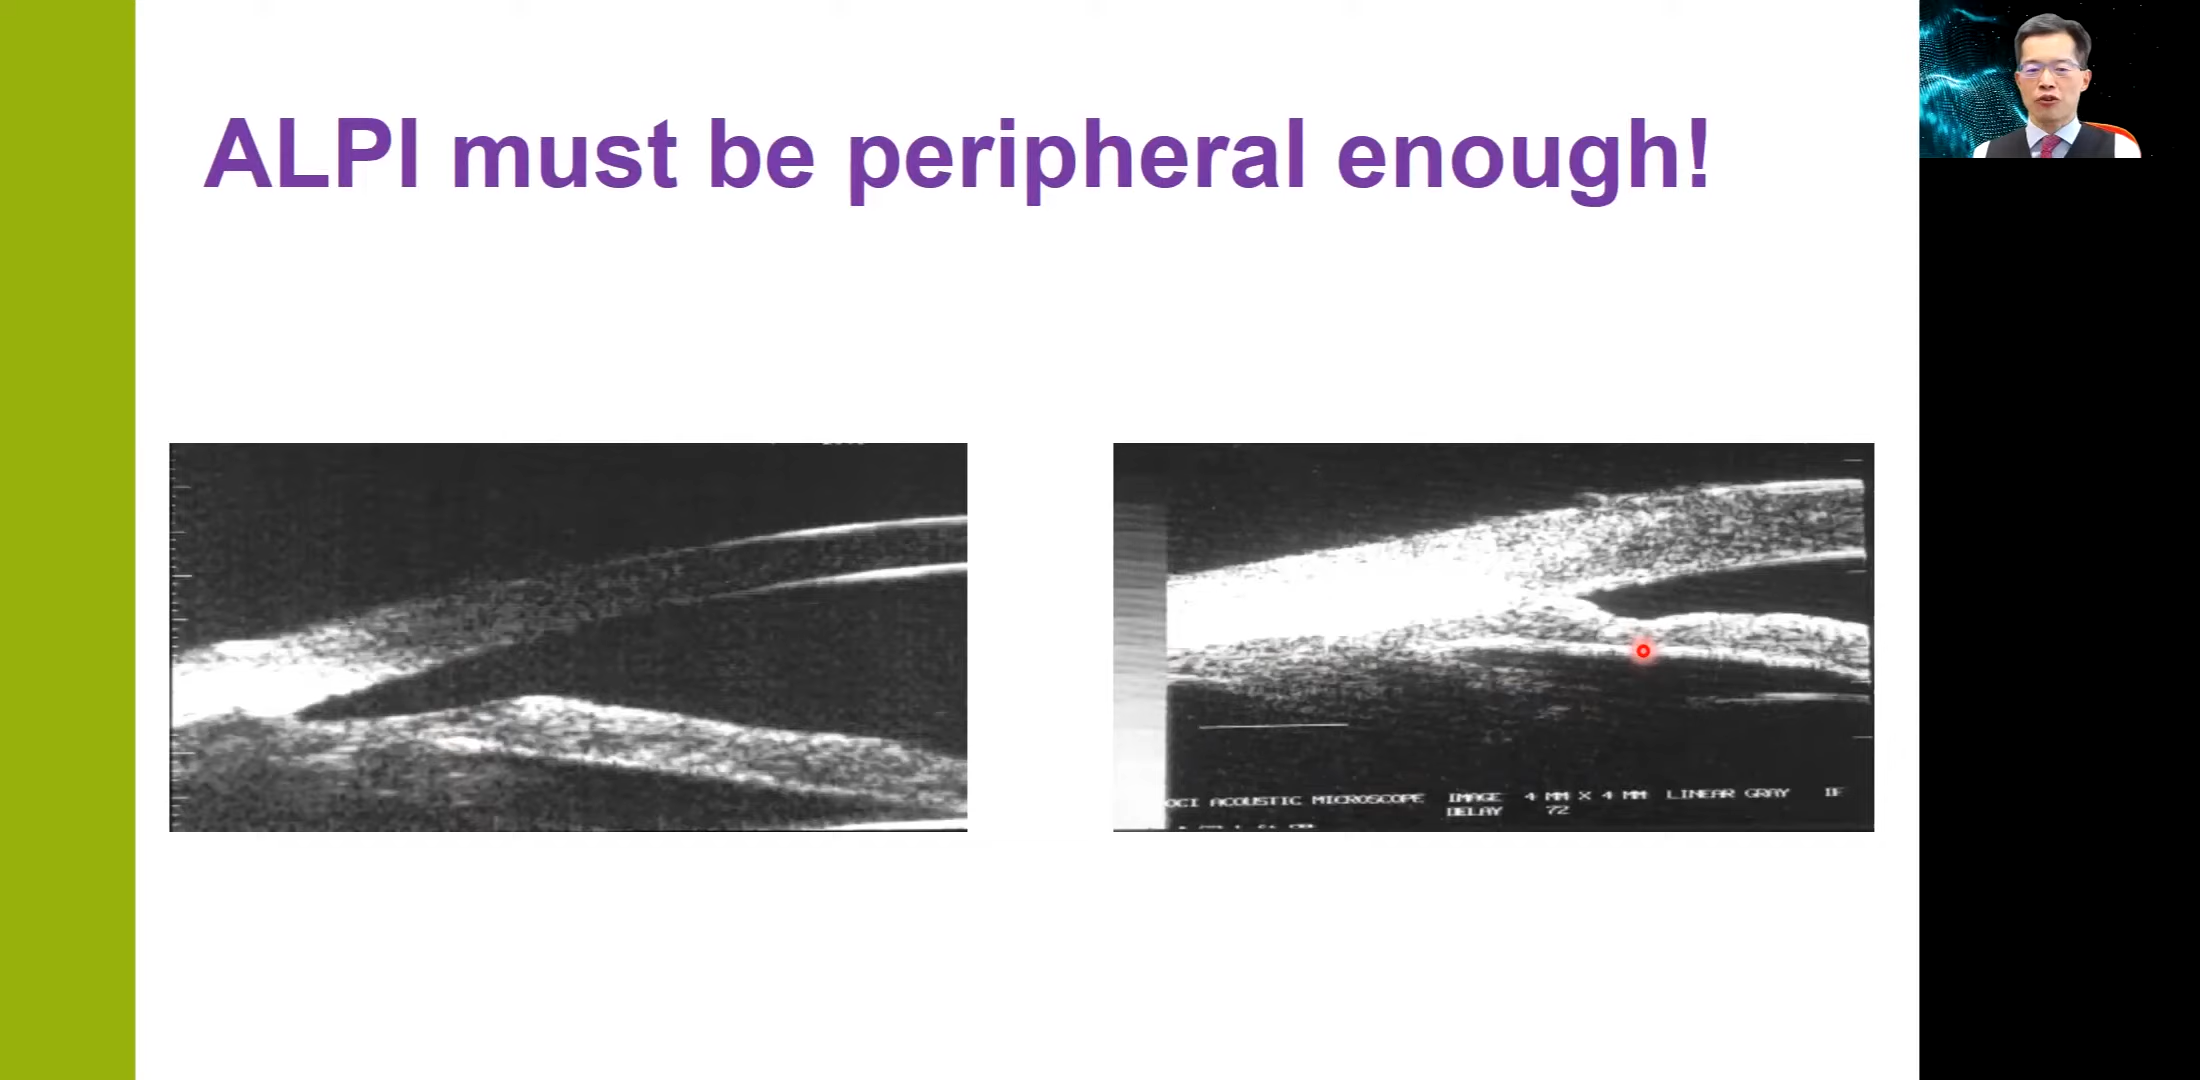 ALPI must be peripheral enough!
OCI ACOUSTIC MICROSCOPE IMAGE 4 MM X 4 MM LINEAR GRAY IF
DELAY 72